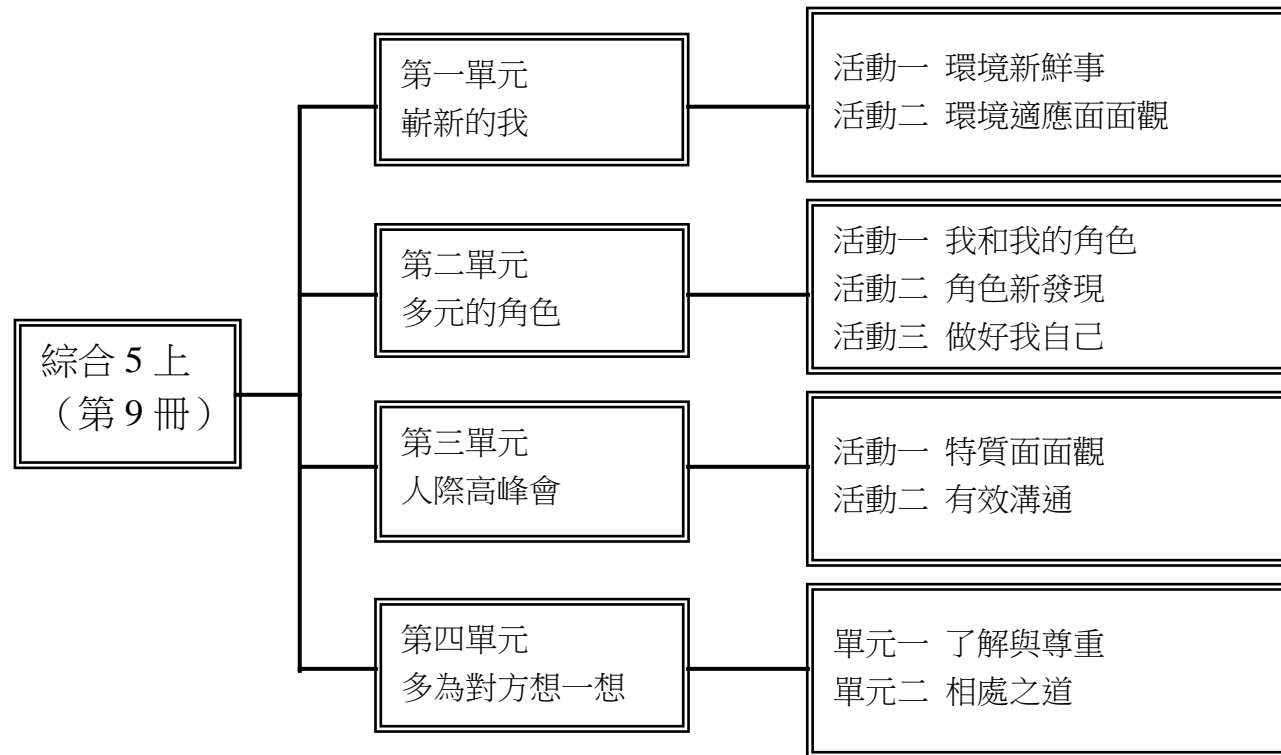 綜合 5 上
（第 9 冊）
第一單元
嶄新的我
活動一 環境新鮮事
活動二 環境適應面面觀
第二單元
多元的角色
活動一 我和我的角色
活動二 角色新發現
活動三 做好我自己
第三單元
人際高峰會
活動一 特質面面觀
活動二 有效溝通
第四單元
多為對方想一想
單元一 了解與尊重
單元二 相處之道